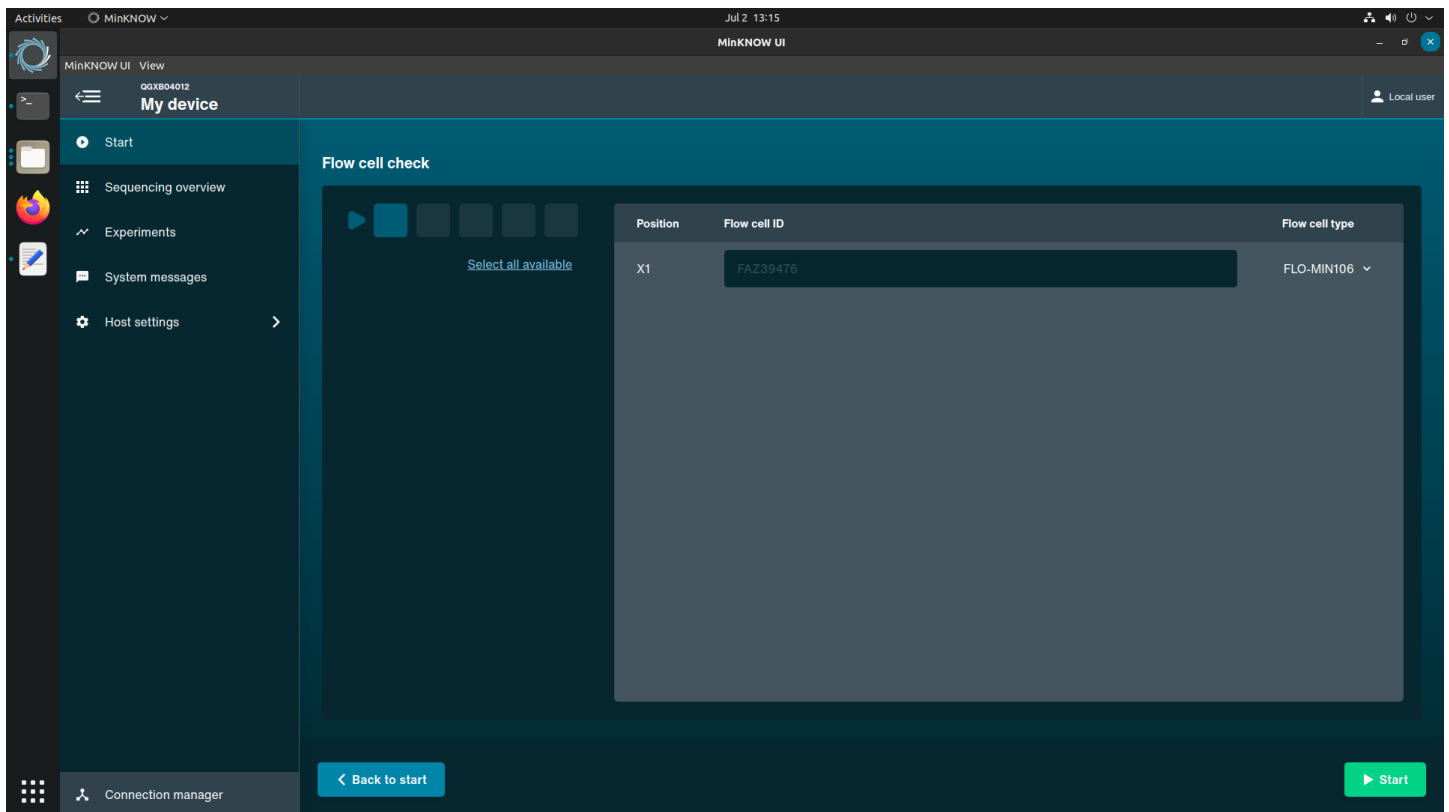 Activities MinKNOW Jul 2 13:15
MinKNOW UI
MinKNOW UI View
QGXB04012
My device
Local user
Start
Sequencing overview
Experiments
System messages
Host settings
Connection manager
Flow cell check
Select all available
Position Flow cell ID Flow cell type
X1 FAZ39476 FLO-MIN106
Back to start
Start